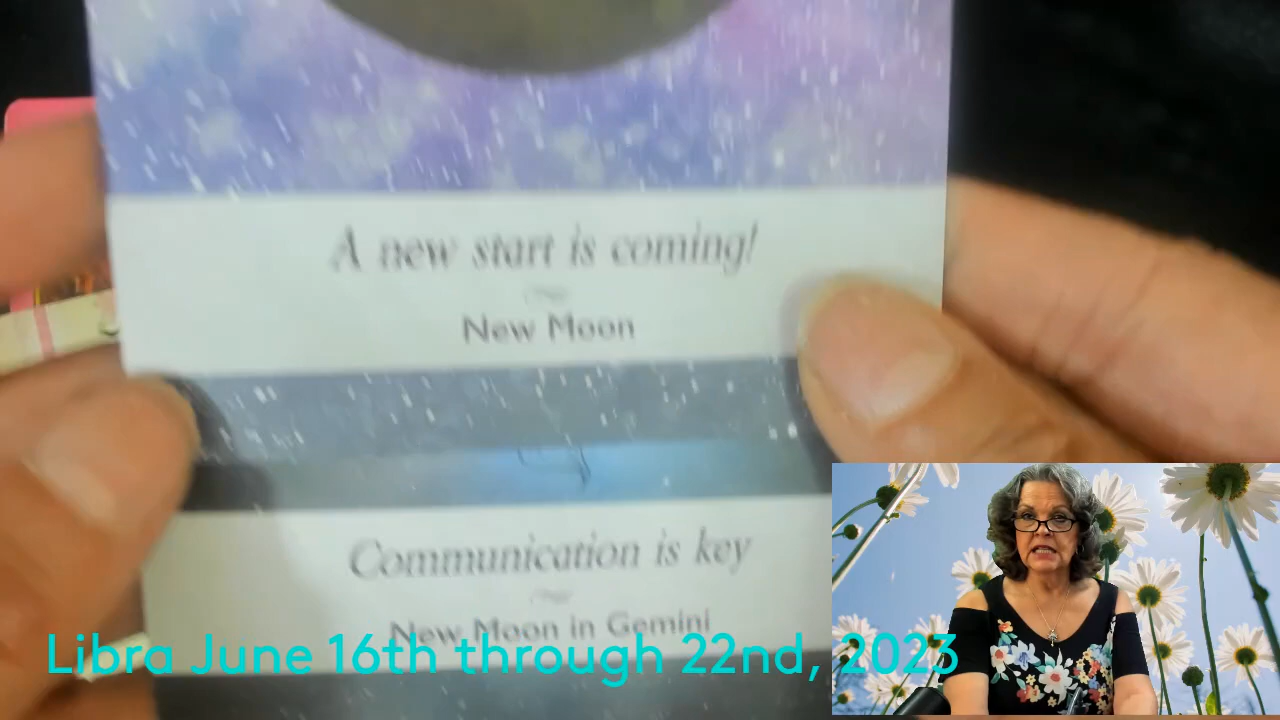 A new start is coming!
New Moon
Communication is key
New Moon in Gemini
Libra June 16th through 22nd, 2023